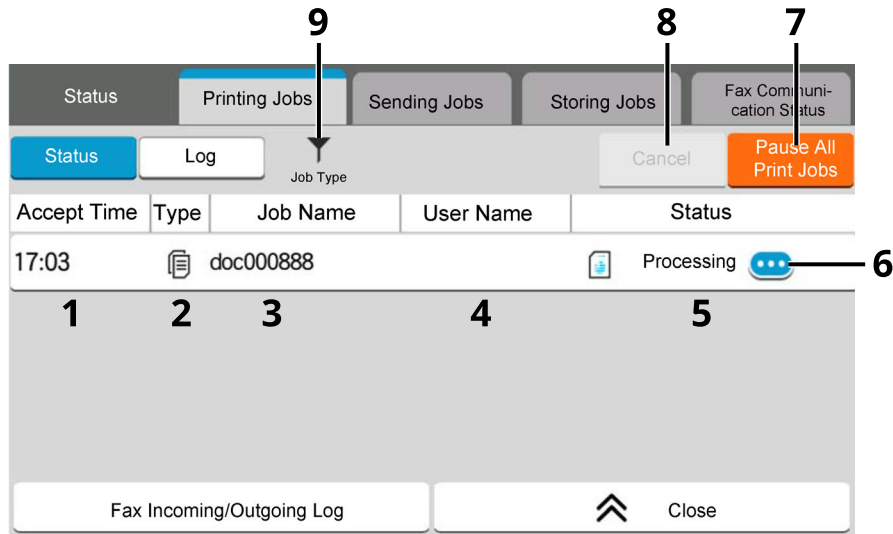 9 8 7
Status Printing Jobs Sending Jobs Storing Jobs Fax Communi-
cation Status
Status Log Job Type Cancel Pause All
Print Jobs
Accept Time Type Job Name User Name Status
17:03 doc000888 Processing 6
1 2 3 4 5
Fax Incoming/Outgoing Log Close